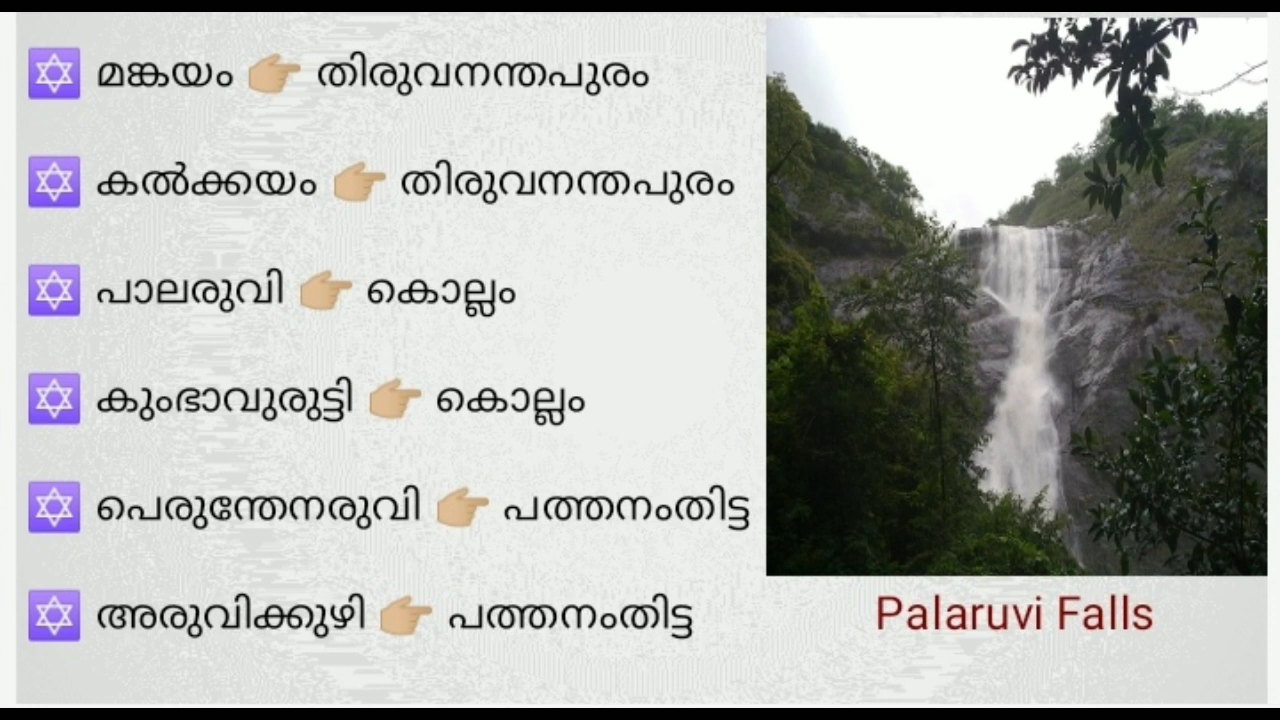 🔯 മങ്കയം 👉🏼 തിരുവനന്തപുരം
🔯 കൽക്കയം 👉🏼 തിരുവനന്തപുരം
🔯 പാലരുവി 👉🏼 കൊല്ലം
🔯 കുംഭാവുരുട്ടി 👉🏼 കൊല്ലം
🔯 പെരുന്തേനരുവി 👉🏼 പത്തനംതിട്ട
🔯 അരുവിക്കുഴി 👉🏼 പത്തനംതിട്ട
Palaruvi Falls